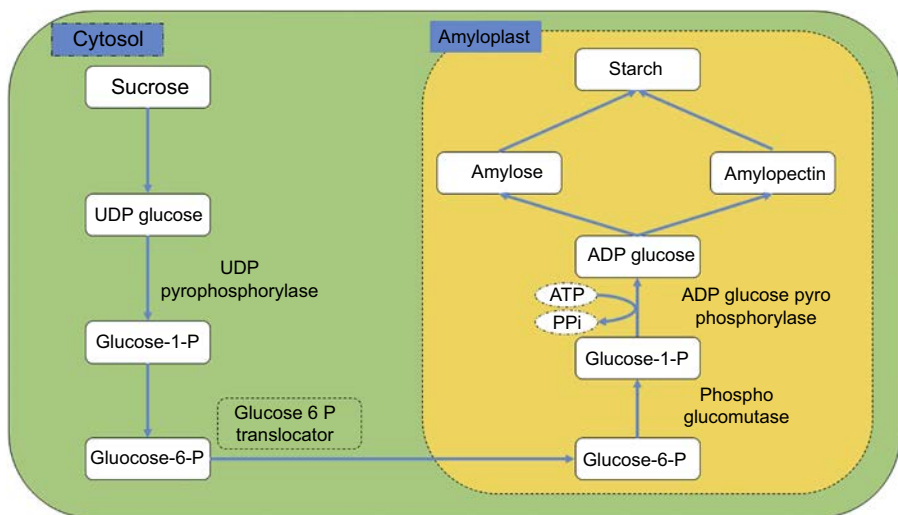 Cytosol
Sucrose
UDP glucose
UDP
pyrophosphorylase
Glucose-1-P
Gluocose-6-P
Glucose 6 P
translocator
Amyloplast
Starch
Amylose
Amylopectin
ADP glucose
ATP
PPi
ADP glucose pyro
phosphorylase
Glucose-1-P
Phospho
glucomutase
Glucose-6-P